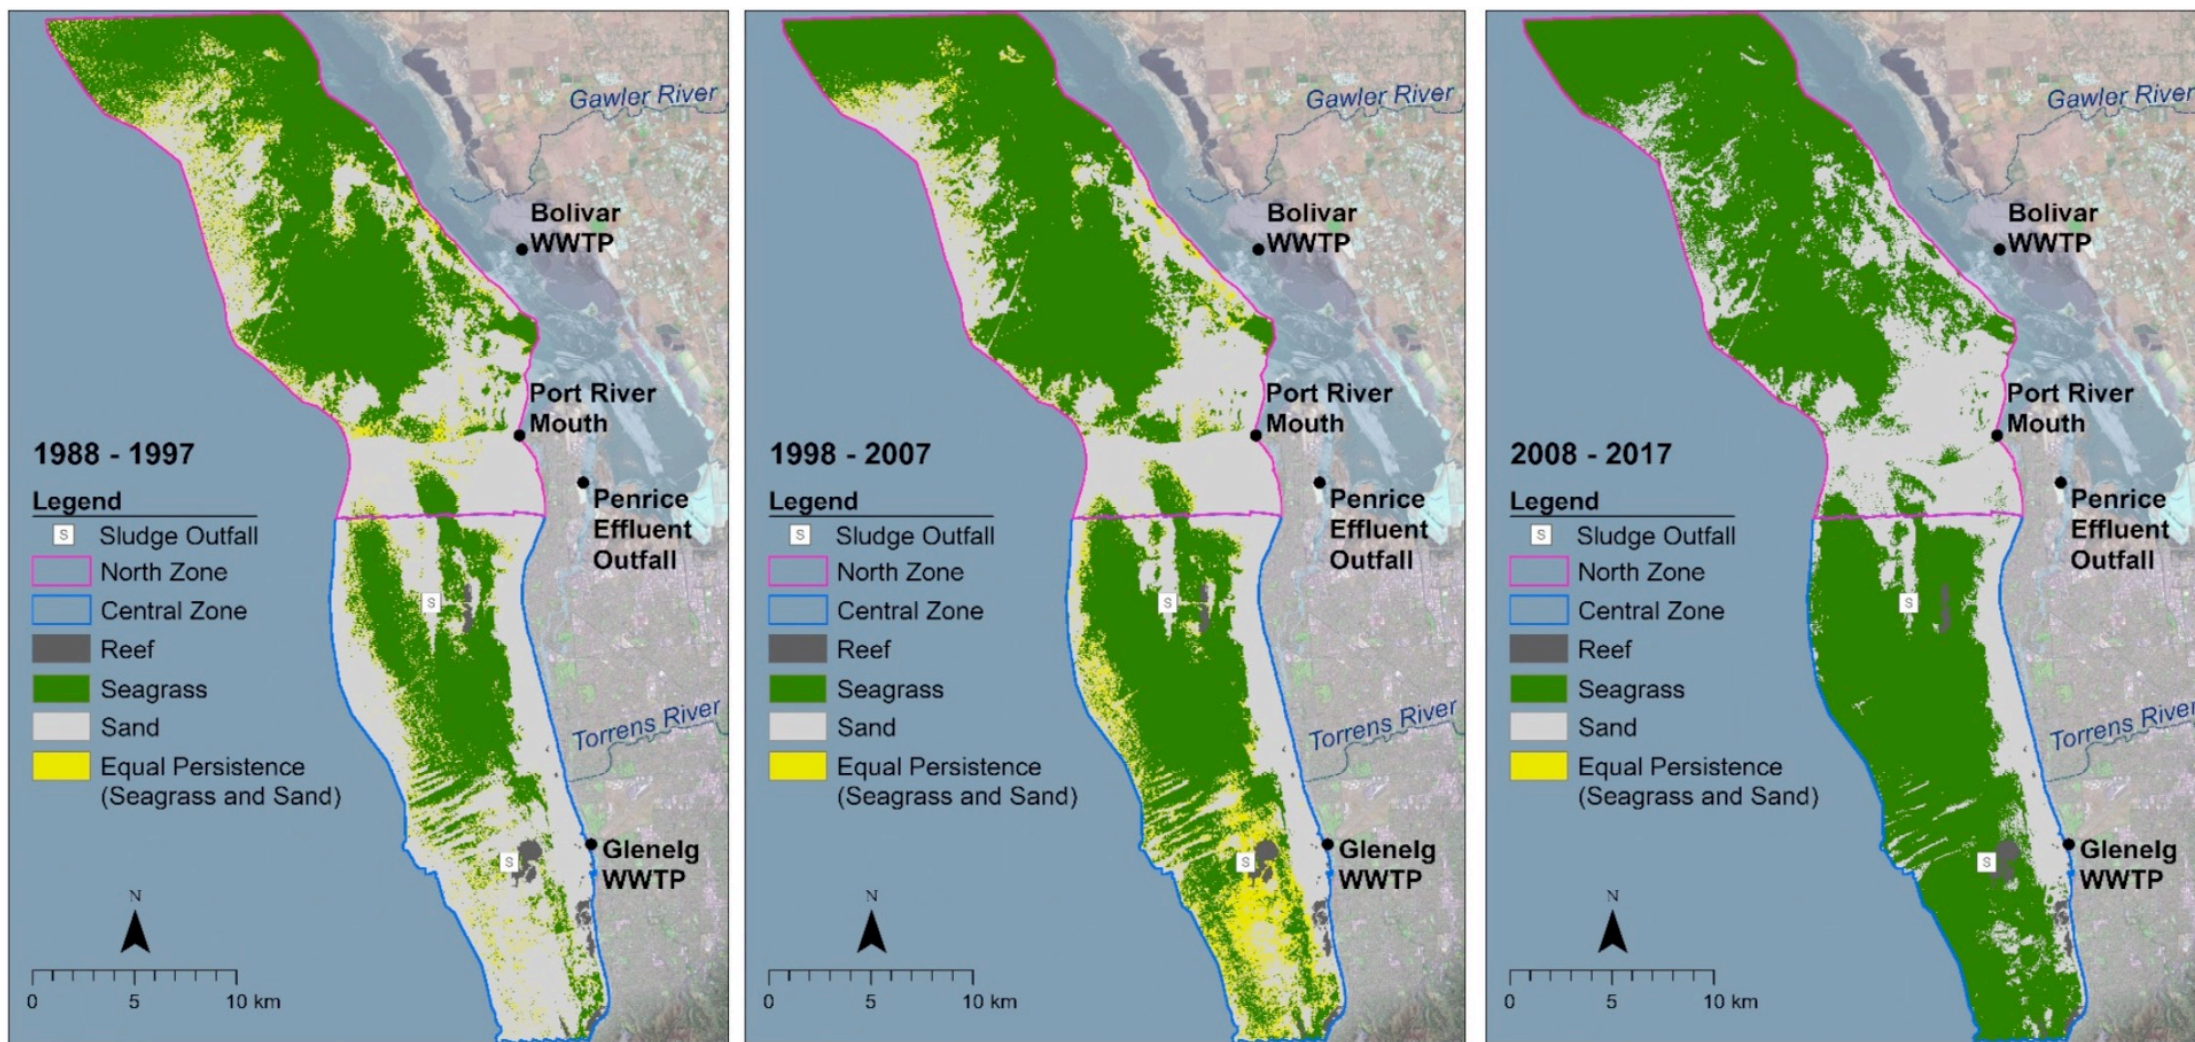 Gawler River
Bolivar
WWTP
Port River
Mouth
1988 - 1997
Legend
S Sludge Outfall
North Zone
Central Zone
Reef
Seagrass
Sand
Equal Persistence
(Seagrass and Sand)
Penrice
Effluent
Outfall
S
Torrens River
S
Glenelg
WWTP
N
0 5 10 km
Gawler River
Bolivar
WWTP
Port River
Mouth
1998 - 2007
Legend
S Sludge Outfall
North Zone
Central Zone
Reef
Seagrass
Sand
Equal Persistence
(Seagrass and Sand)
Penrice
Effluent
Outfall
S
Torrens River
S
Glenelg
WWTP
N
0 5 10 km
Gawler River
Bolivar
WWTP
Port River
Mouth
2008 - 2017
Legend
S Sludge Outfall
North Zone
Central Zone
Reef
Seagrass
Sand
Equal Persistence
(Seagrass and Sand)
Penrice
Effluent
Outfall
S
Torrens River
S
Glenelg
WWTP
N
0 5 10 km